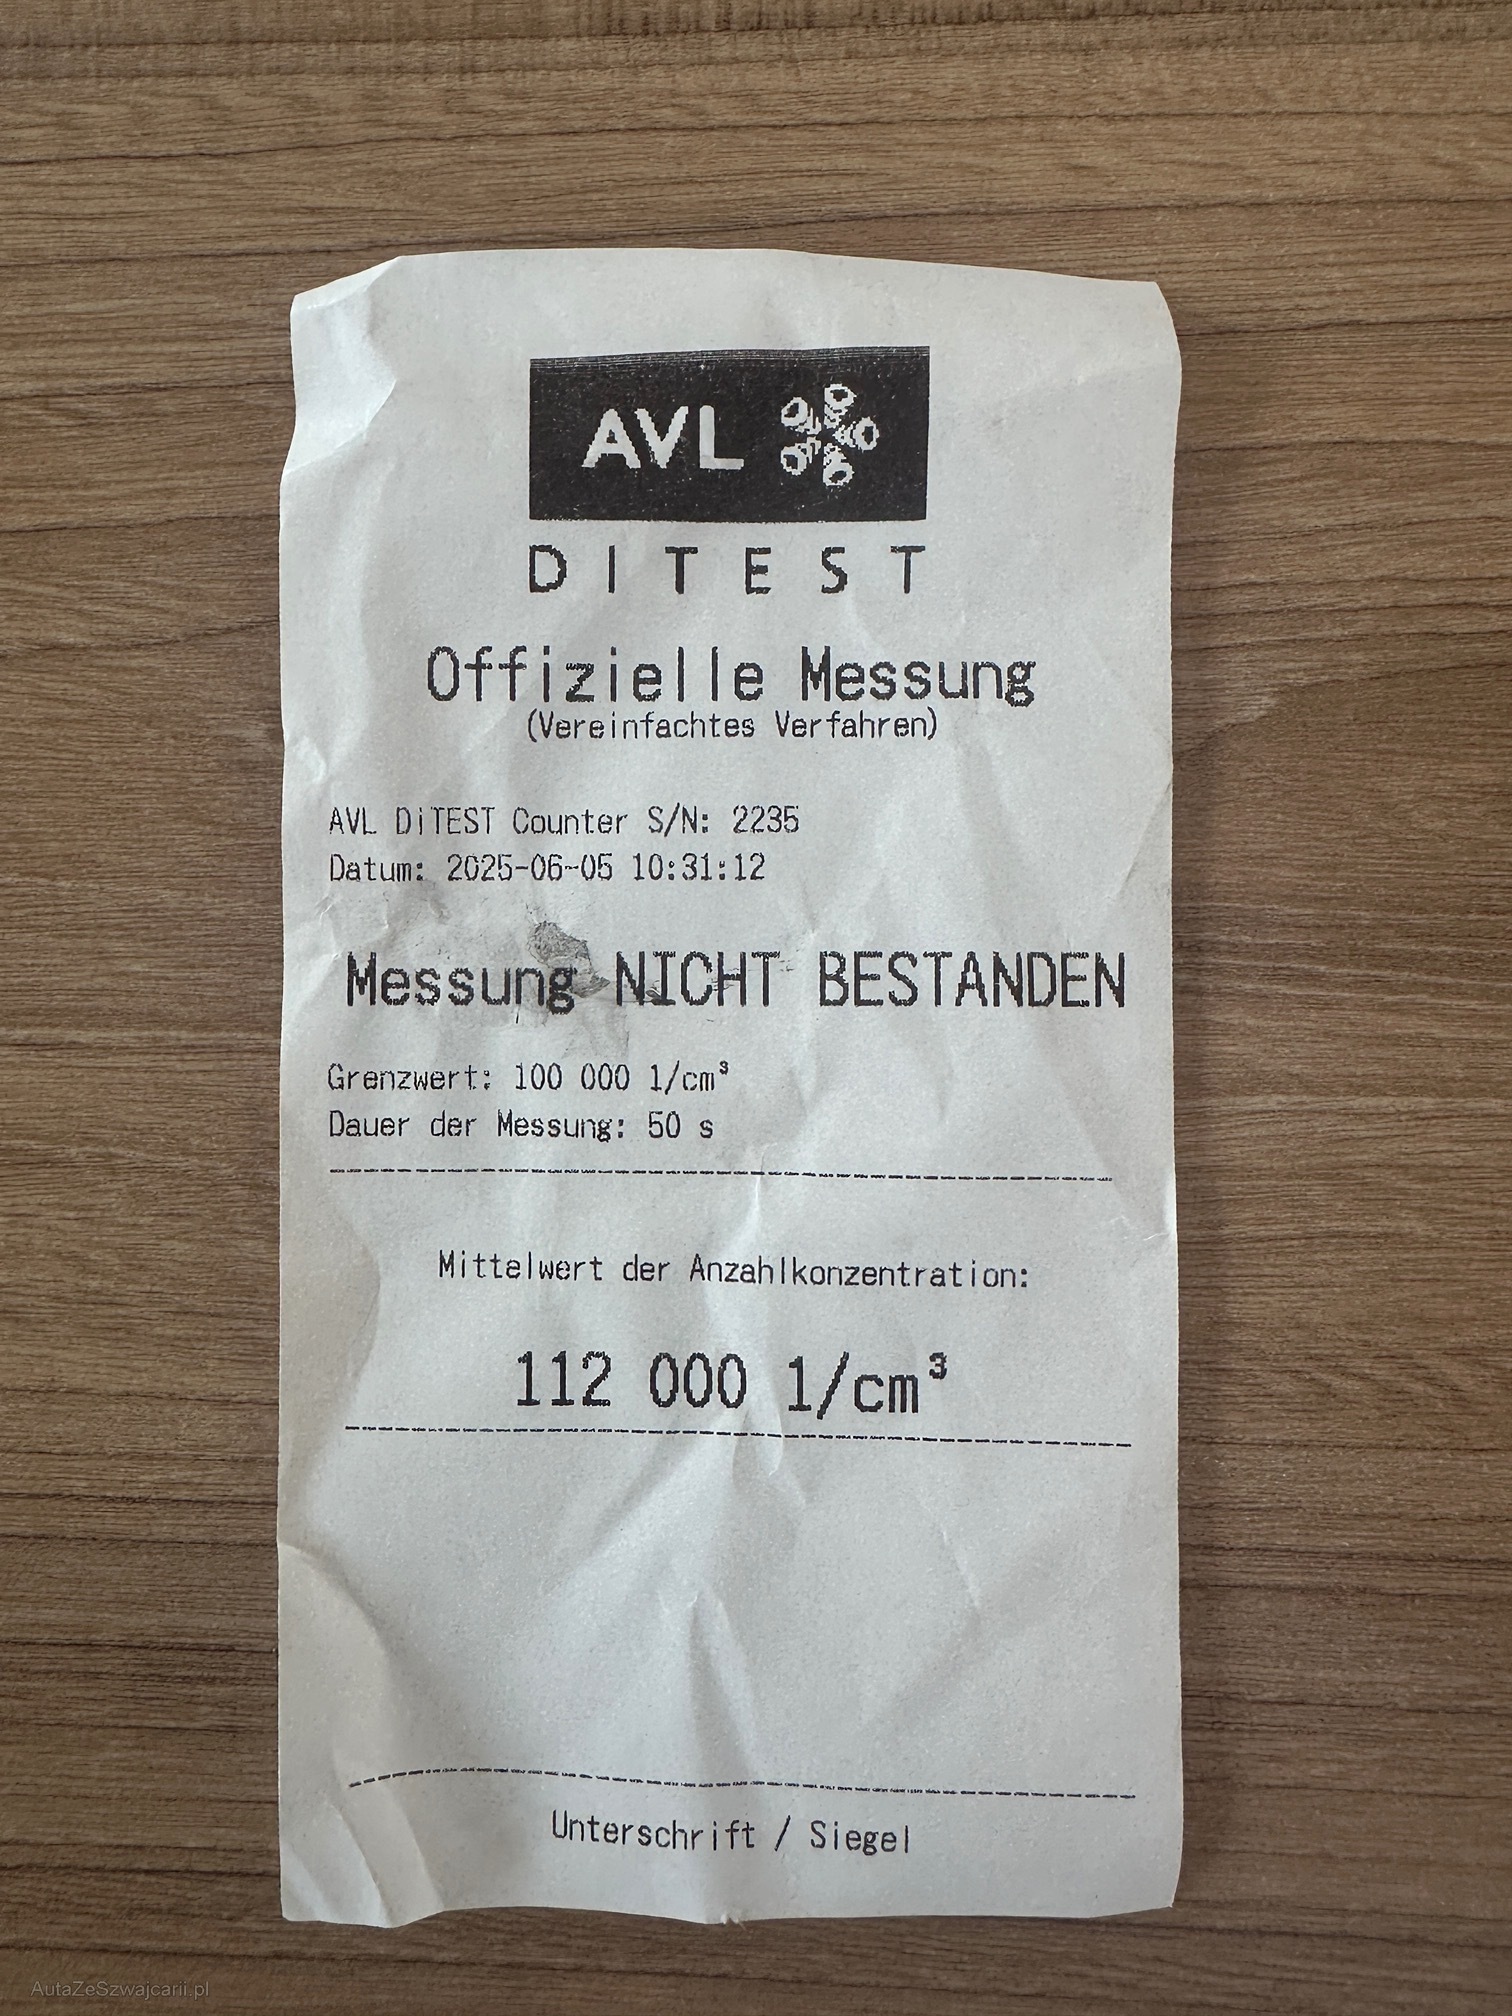 AVL
DITEST
Offizielle Messung
(Vereinfachtes Verfahren)
AVL DiTEST Counter S/N: 2235
Datum: 2025-06-05 10:31:12
Messung NICHT BESTANDEN
Grenzwert: 100 000 1/cm³
Dauer der Messung: 50 s
Mittelwert der Anzahlkonzentration:
112 000 1/cm³
Unterschrift / Siegel
AutaZeSzwajcarii.pl